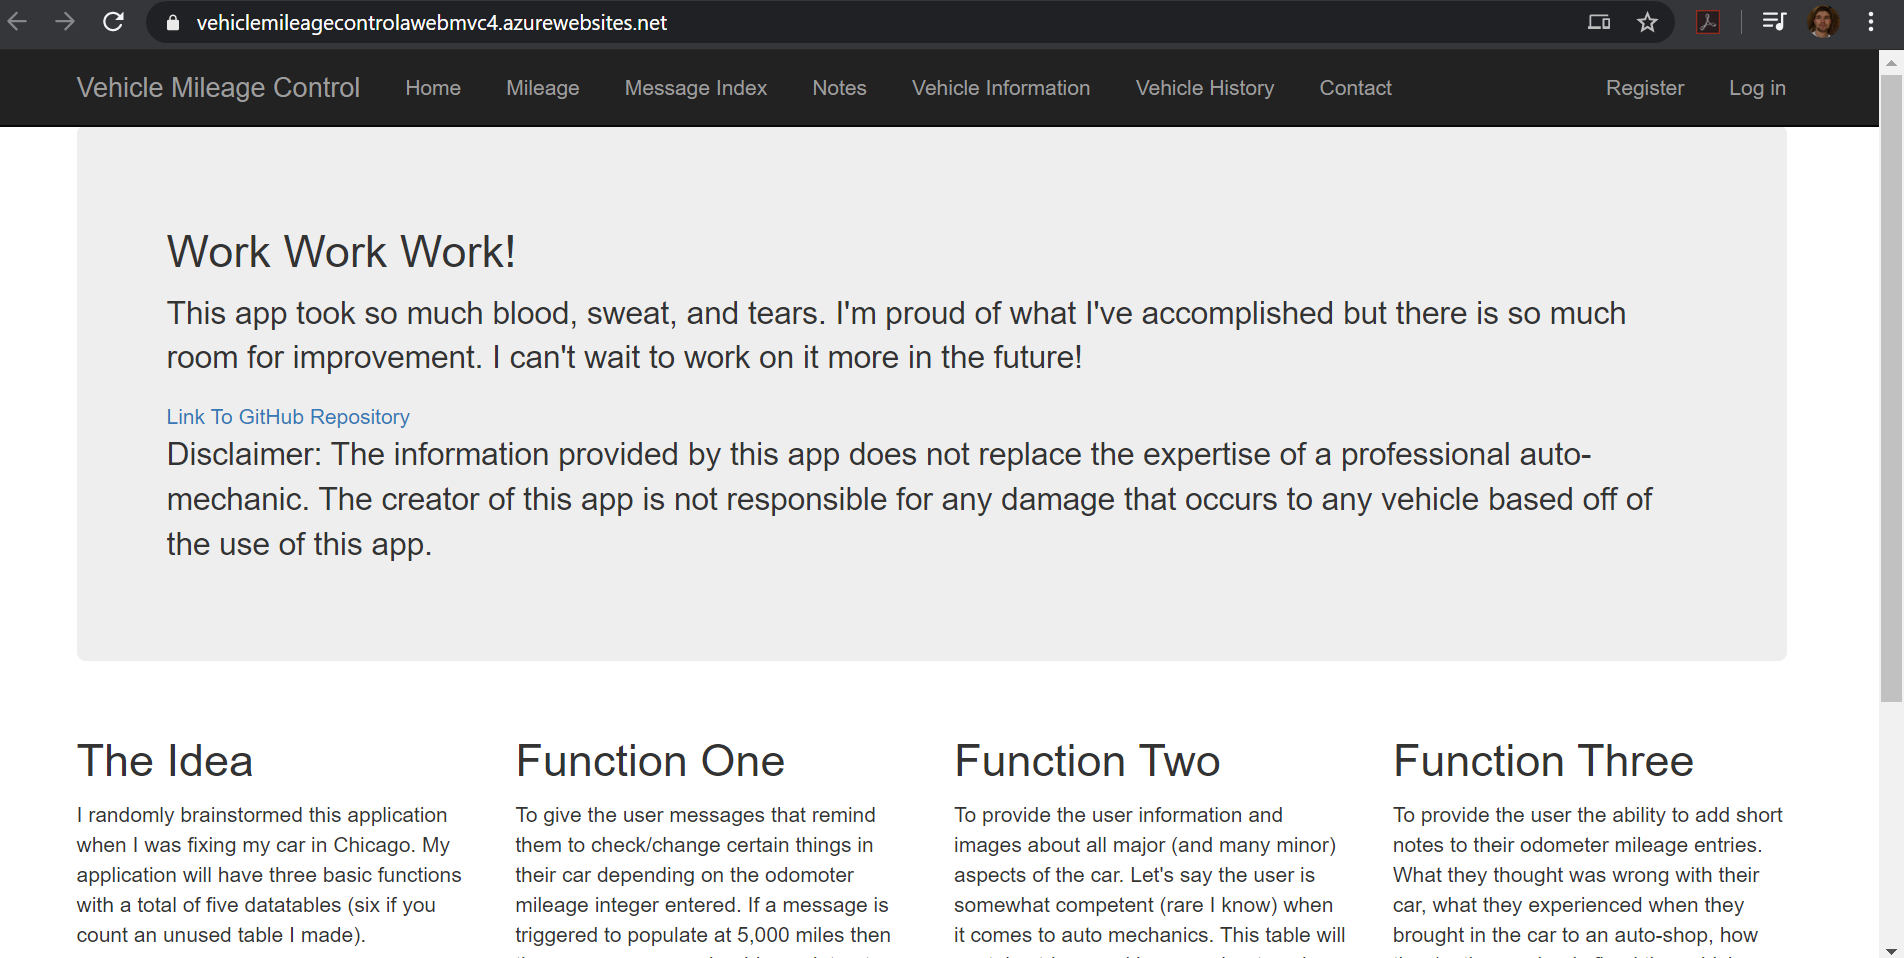 vehiclemileagecontrolawebmvc4.azurewebsites.net
Vehicle Mileage Control Home Mileage Message Index Notes Vehicle Information Vehicle History Contact Register Log in
Work Work Work!
This app took so much blood, sweat, and tears. I'm proud of what I've accomplished but there is so much
room for improvement. I can't wait to work on it more in the future!
Link To GitHub Repository
Disclaimer: The information provided by this app does not replace the expertise of a professional auto-
mechanic. The creator of this app is not responsible for any damage that occurs to any vehicle based off of
the use of this app.
The Idea
I randomly brainstormed this application
when I was fixing my car in Chicago. My
application will have three basic functions
with a total of five datatables (six if you
count an unused table I made).
Function One
To give the user messages that remind
them to check/change certain things in
their car depending on the odomoter
mileage integer entered. If a message is
triggered to populate at 5,000 miles then
Function Two
To provide the user information and
images about all major (and many minor)
aspects of the car. Let's say the user is
somewhat competent (rare I know) when
it comes to auto mechanics. This table will
Function Three
To provide the user the ability to add short
notes to their odometer mileage entries.
What they thought was wrong with their
car, what they experienced when they
brought in the car to an auto-shop, how